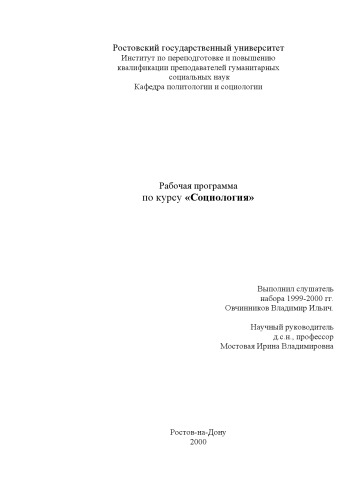 Ростовский государственный университет
Институт по переподготовке и повышению
квалификации преподавателей гуманитарных
социальных наук
Кафедра политологии и социологии
Рабочая программа
по курсу «Социология»
Выполнил слушатель
набора 1999-2000 гг.
Овчинников Владимир Ильич.
Научный руководитель
д.с.н., профессор
Мостовая Ирина Владимировна
Ростов-на-Дону
2000